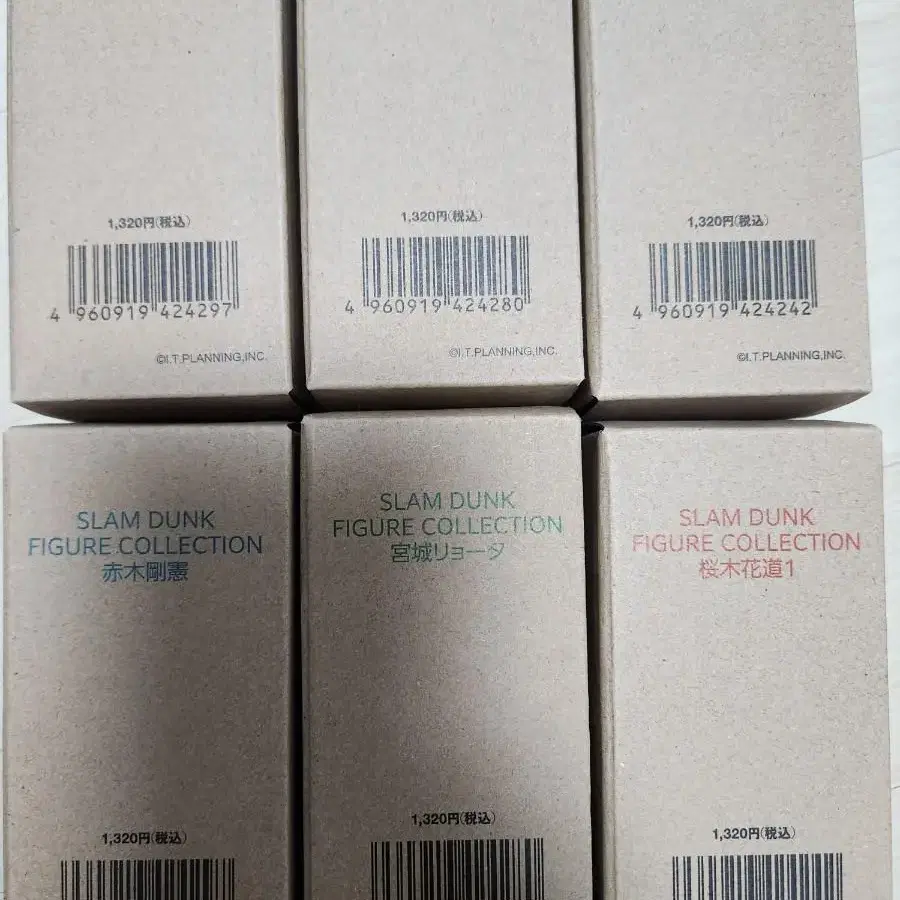 1,320円(税込)
4 960919 424297
©I.T.PLANNING,INC.
1,320円(税込)
4 960919 424280
©I.T.PLANNING,INC.
1,320円(税込)
4 960919 424242
©I.T.PLANNING,INC.
SLAM DUNK
FIGURE COLLECTION
赤木剛憲
1,320円(税込)
SLAM DUNK
FIGURE COLLECTION
宮城リョータ
1,320円(税込)
SLAM DUNK
FIGURE COLLECTION
桜木花道1
1,320円(税込)